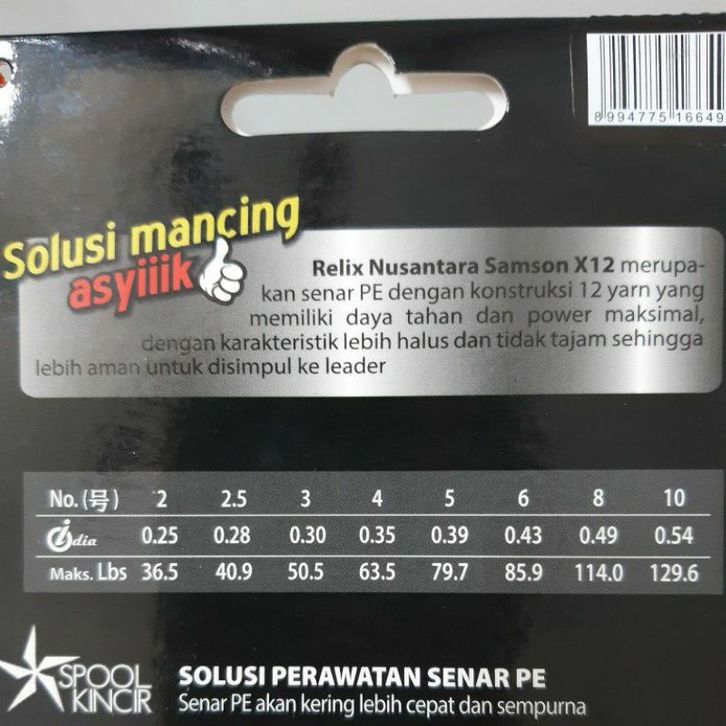 8994775 16649
Solusi mancing
asyiiik
Relix Nusantara Samson X12 merupa-
kan senar PE dengan konstruksi 12 yarn yang
memiliki daya tahan dan power maksimal,
dengan karakteristik lebih halus dan tidak tajam sehingga
lebih aman untuk disimpul ke leader
No. (号) 2 2.5 3 4 5 6 8 10
dia 0.25 0.28 0.30 0.35 0.39 0.43 0.49 0.54
Maks. Lbs 36.5 40.9 50.5 63.5 79.7 85.9 114.0 129.6
SPOOL
KINCIR
SOLUSI PERAWATAN SENAR PE
Senar PE akan kering lebih cepat dan sempurna